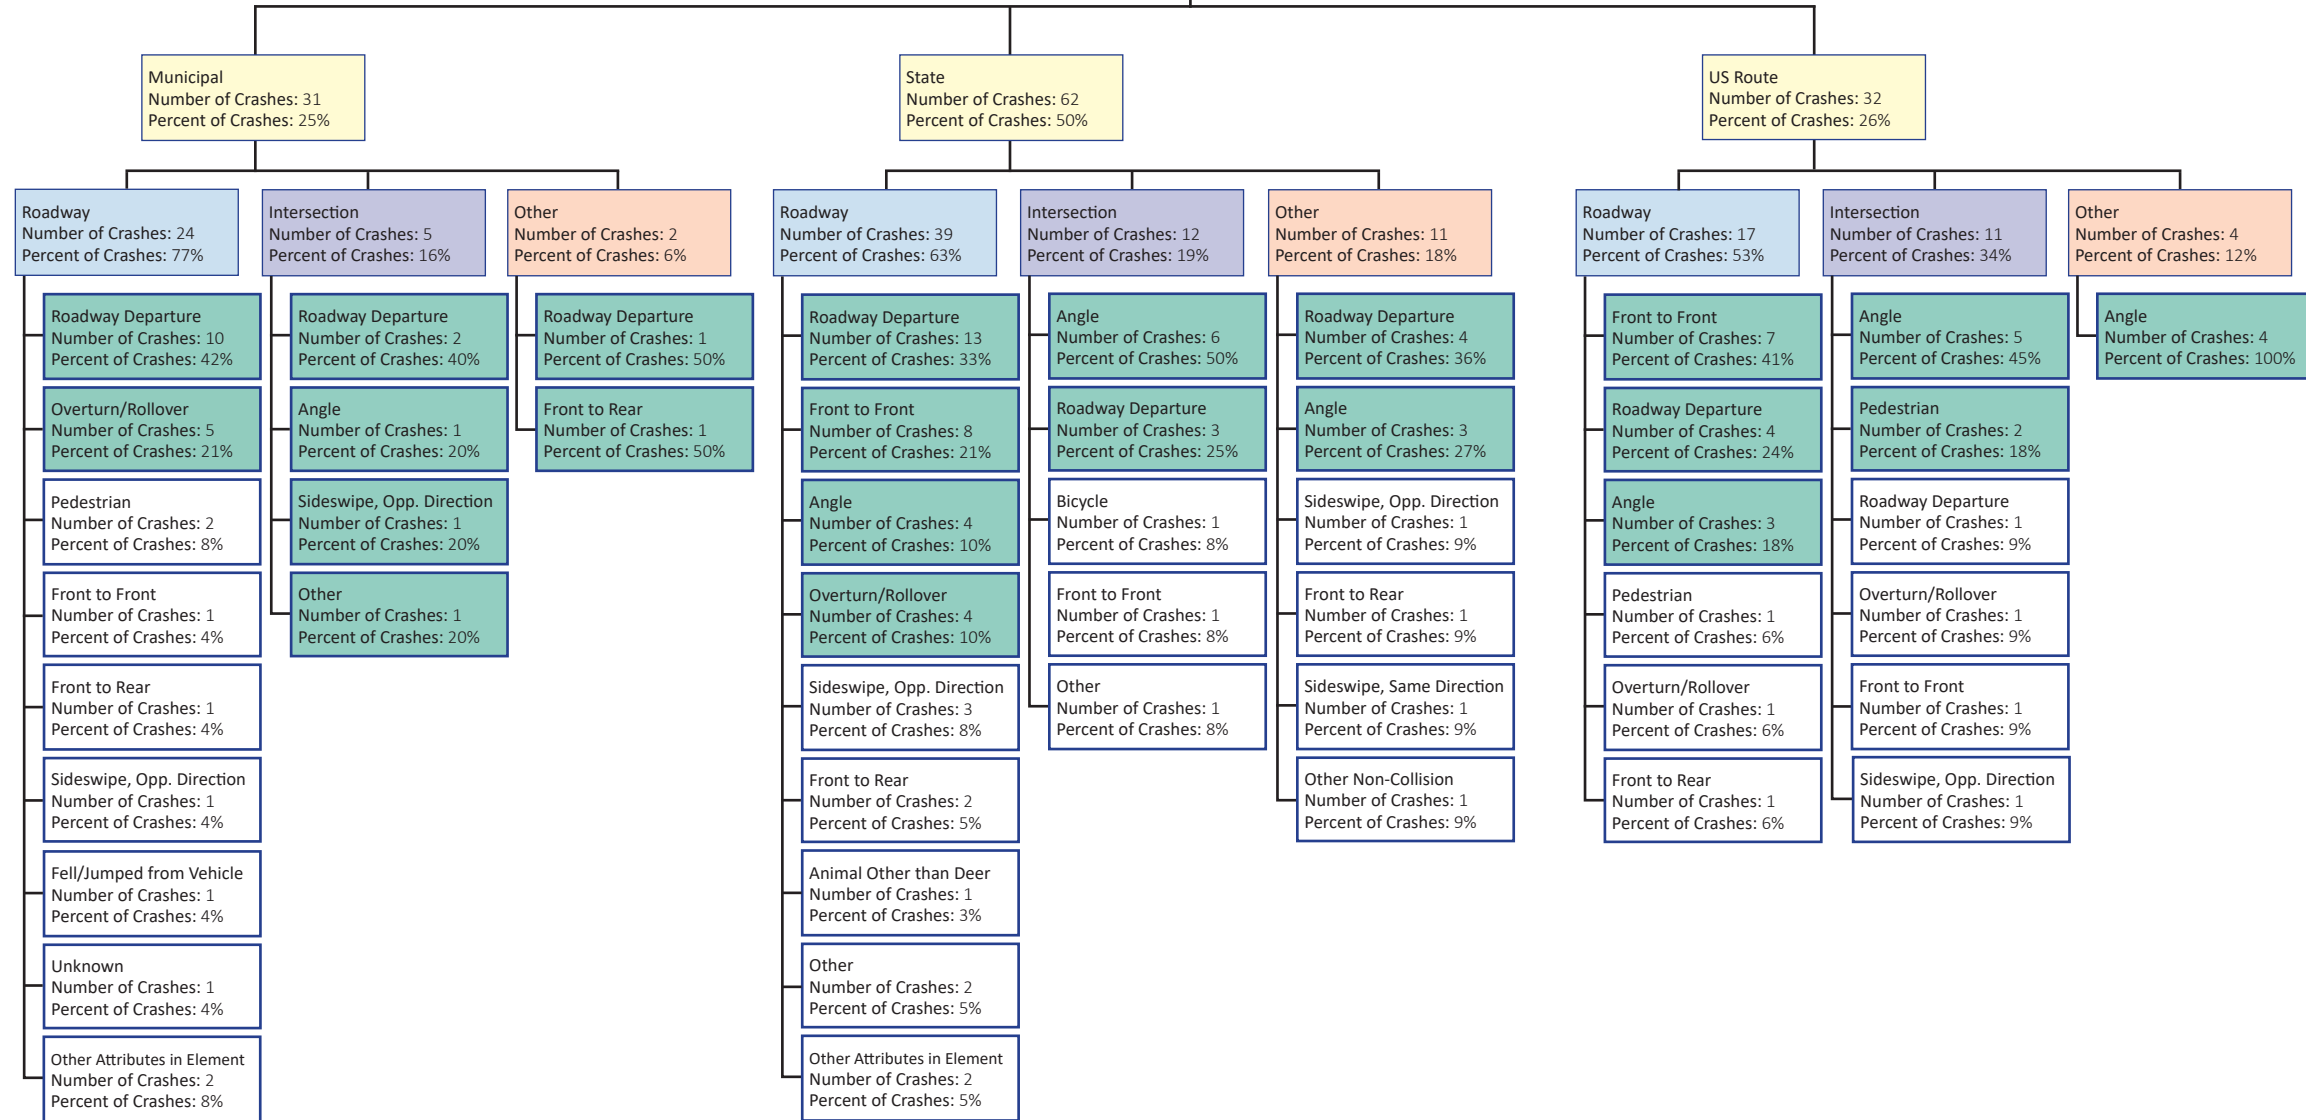 Municipal
Number of Crashes: 31
Percent of Crashes: 25%
State
Number of Crashes: 62
Percent of Crashes: 50%
US Route
Number of Crashes: 32
Percent of Crashes: 26%
Roadway
Number of Crashes: 24
Percent of Crashes: 77%
Intersection
Number of Crashes: 5
Percent of Crashes: 16%
Other
Number of Crashes: 2
Percent of Crashes: 6%
Roadway
Number of Crashes: 39
Percent of Crashes: 63%
Intersection
Number of Crashes: 12
Percent of Crashes: 19%
Other
Number of Crashes: 11
Percent of Crashes: 18%
Roadway
Number of Crashes: 17
Percent of Crashes: 53%
Intersection
Number of Crashes: 11
Percent of Crashes: 34%
Other
Number of Crashes: 4
Percent of Crashes: 12%
Roadway Departure
Number of Crashes: 10
Percent of Crashes: 42%
Overturn/Rollover
Number of Crashes: 5
Percent of Crashes: 21%
Pedestrian
Number of Crashes: 2
Percent of Crashes: 8%
Front to Front
Number of Crashes: 1
Percent of Crashes: 4%
Front to Rear
Number of Crashes: 1
Percent of Crashes: 4%
Sideswipe, Opp. Direction
Number of Crashes: 1
Percent of Crashes: 4%
Fell/Jumped from Vehicle
Number of Crashes: 1
Percent of Crashes: 4%
Unknown
Number of Crashes: 1
Percent of Crashes: 4%
Other Attributes in Element
Number of Crashes: 2
Percent of Crashes: 8%
Roadway Departure
Number of Crashes: 2
Percent of Crashes: 40%
Angle
Number of Crashes: 1
Percent of Crashes: 20%
Sideswipe, Opp. Direction
Number of Crashes: 1
Percent of Crashes: 20%
Other
Number of Crashes: 1
Percent of Crashes: 20%
Roadway Departure
Number of Crashes: 1
Percent of Crashes: 50%
Front to Rear
Number of Crashes: 1
Percent of Crashes: 50%
Roadway Departure
Number of Crashes: 13
Percent of Crashes: 33%
Front to Front
Number of Crashes: 8
Percent of Crashes: 21%
Angle
Number of Crashes: 4
Percent of Crashes: 10%
Overturn/Rollover
Number of Crashes: 4
Percent of Crashes: 10%
Sideswipe, Opp. Direction
Number of Crashes: 3
Percent of Crashes: 8%
Front to Rear
Number of Crashes: 2
Percent of Crashes: 5%
Animal Other than Deer
Number of Crashes: 1
Percent of Crashes: 3%
Other
Number of Crashes: 2
Percent of Crashes: 5%
Other Attributes in Element
Number of Crashes: 2
Percent of Crashes: 5%
Angle
Number of Crashes: 6
Percent of Crashes: 50%
Roadway Departure
Number of Crashes: 3
Percent of Crashes: 25%
Bicycle
Number of Crashes: 1
Percent of Crashes: 8%
Front to Front
Number of Crashes: 1
Percent of Crashes: 8%
Other
Number of Crashes: 1
Percent of Crashes: 8%
Roadway Departure
Number of Crashes: 4
Percent of Crashes: 36%
Angle
Number of Crashes: 3
Percent of Crashes: 27%
Sideswipe, Opp. Direction
Number of Crashes: 1
Percent of Crashes: 9%
Front to Rear
Number of Crashes: 1
Percent of Crashes: 9%
Sideswipe, Same Direction
Number of Crashes: 1
Percent of Crashes: 9%
Other Non-Collision
Number of Crashes: 1
Percent of Crashes: 9%
Front to Front
Number of Crashes: 7
Percent of Crashes: 41%
Roadway Departure
Number of Crashes: 4
Percent of Crashes: 24%
Angle
Number of Crashes: 3
Percent of Crashes: 18%
Pedestrian
Number of Crashes: 1
Percent of Crashes: 6%
Overturn/Rollover
Number of Crashes: 1
Percent of Crashes: 6%
Front to Rear
Number of Crashes: 1
Percent of Crashes: 6%
Angle
Number of Crashes: 5
Percent of Crashes: 45%
Pedestrian
Number of Crashes: 2
Percent of Crashes: 18%
Roadway Departure
Number of Crashes: 1
Percent of Crashes: 9%
Overturn/Rollover
Number of Crashes: 1
Percent of Crashes: 9%
Front to Front
Number of Crashes: 1
Percent of Crashes: 9%
Sideswipe, Opp. Direction
Number of Crashes: 1
Percent of Crashes: 9%
Angle
Number of Crashes: 4
Percent of Crashes: 100%